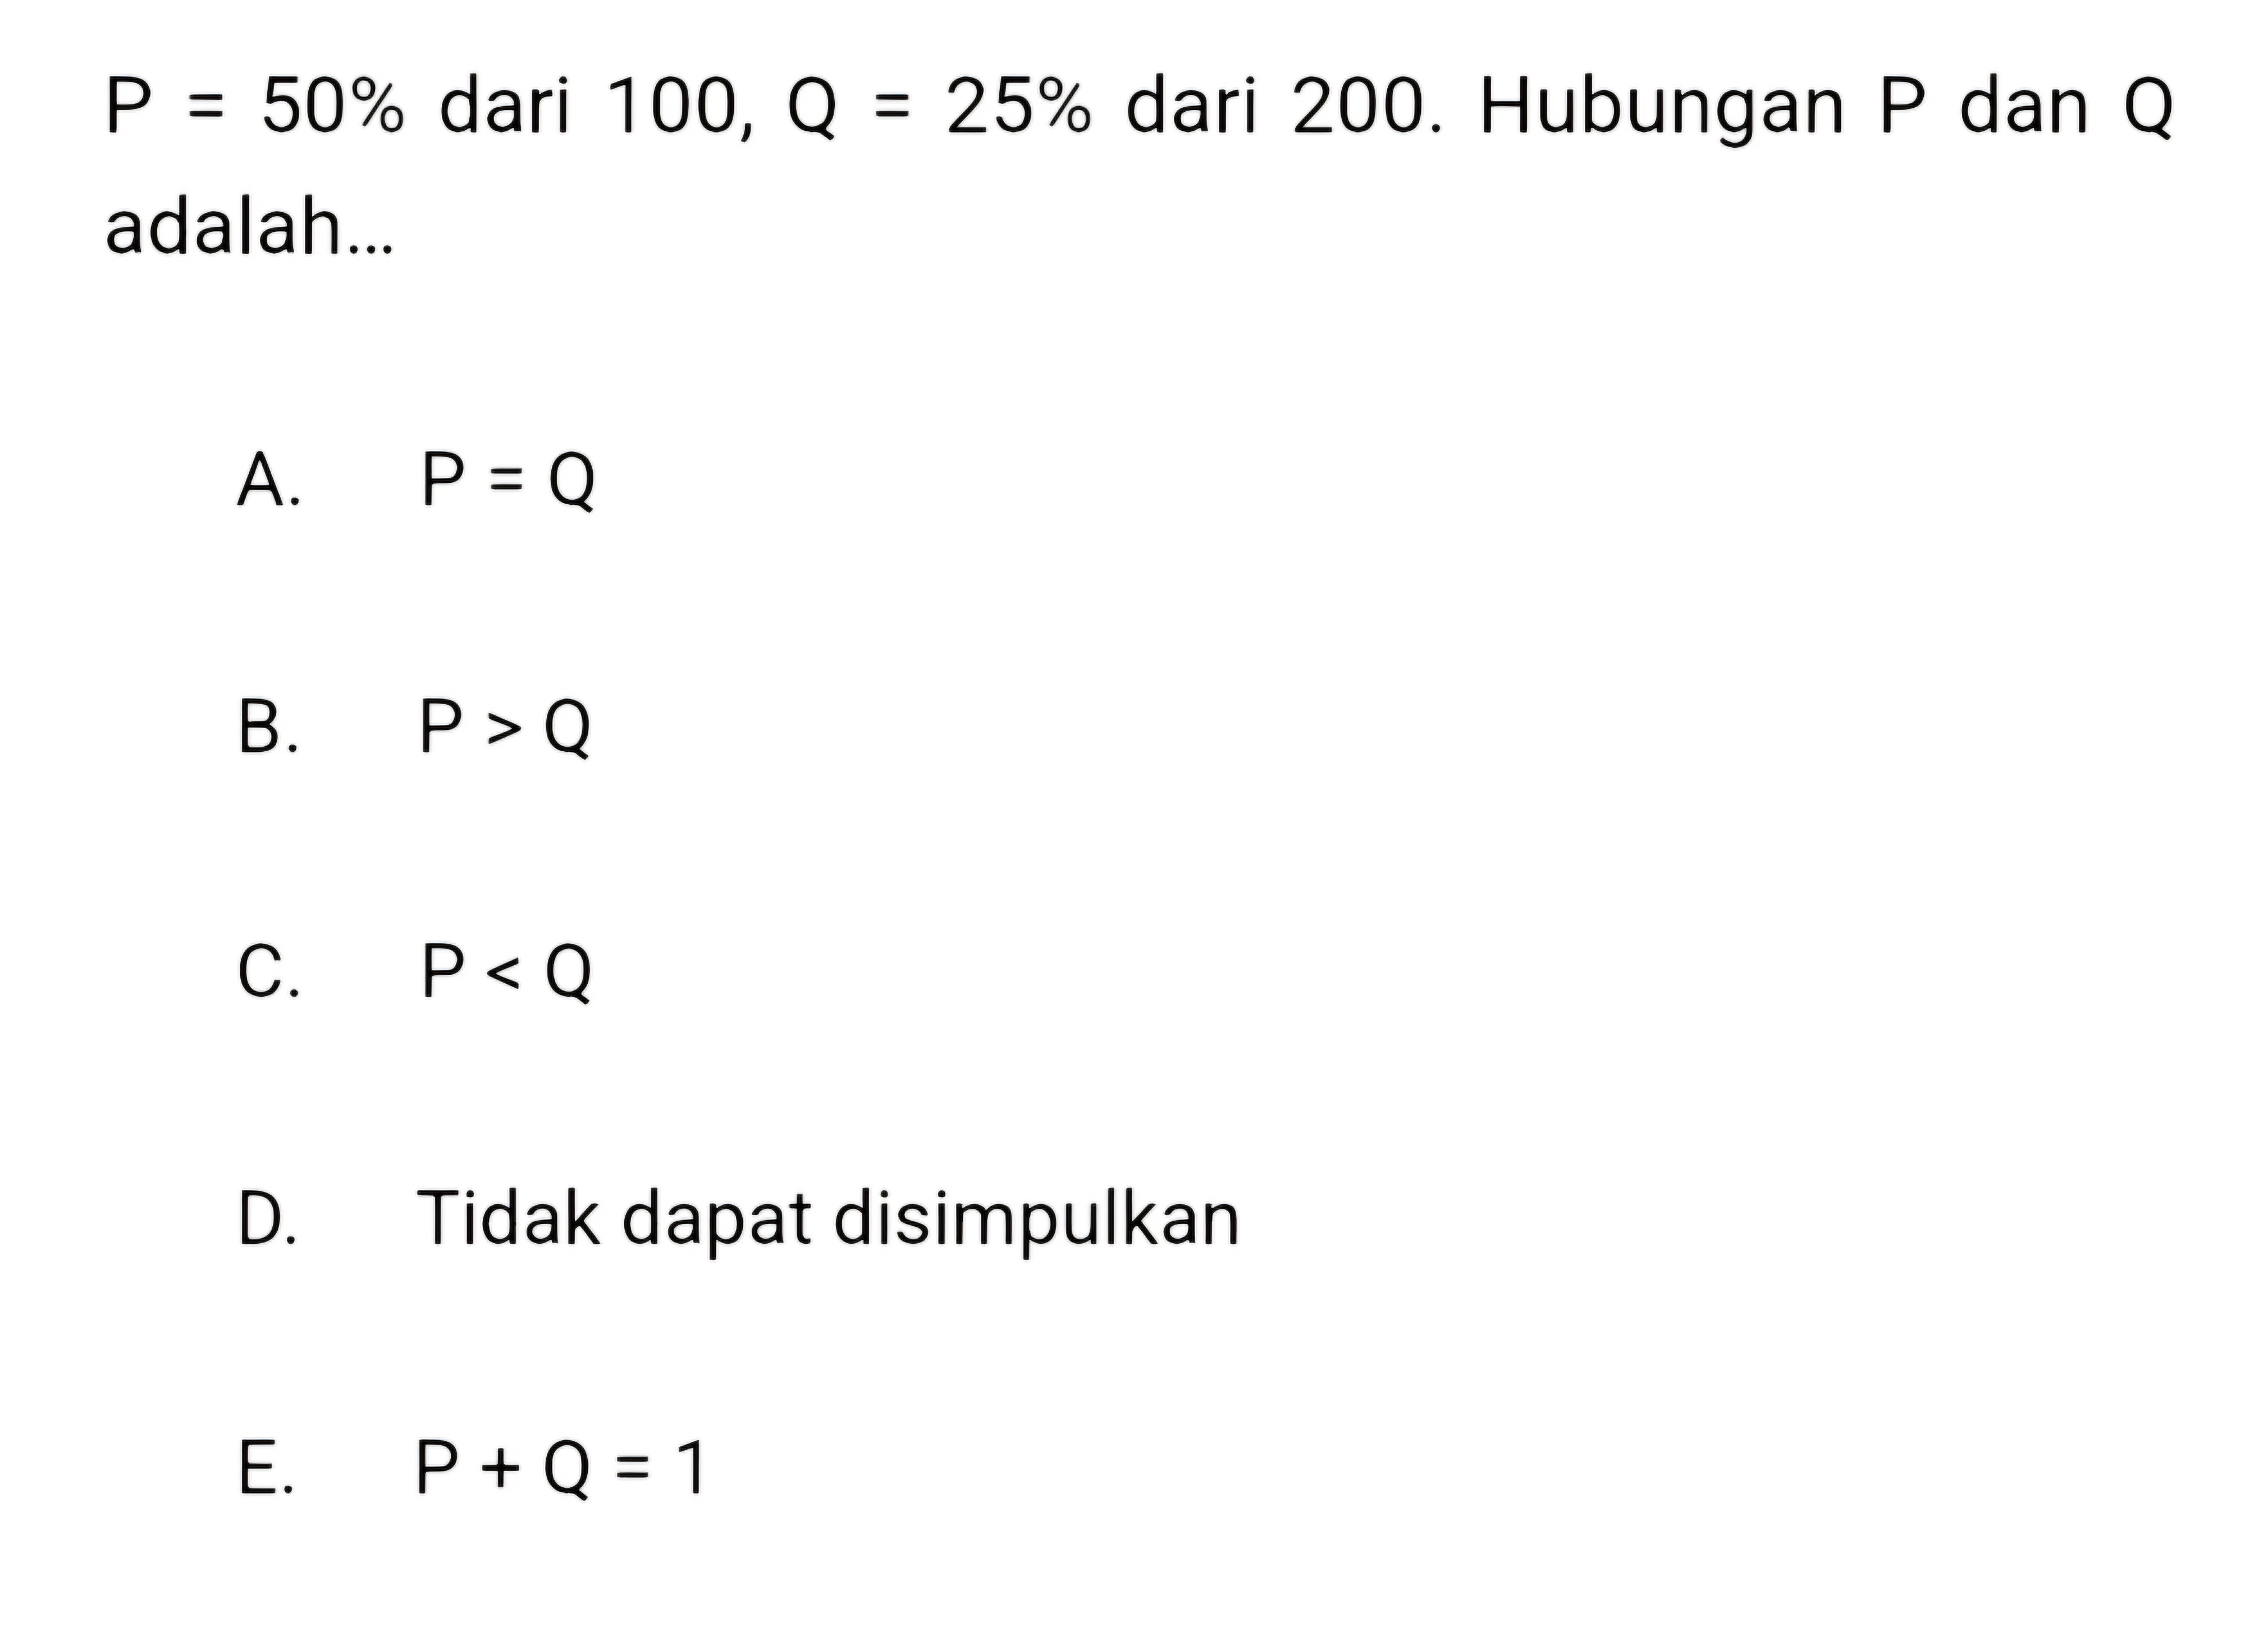 P = 50% dari 100, Q = 25% dari 200. Hubungan P dan Q
adalah...
A. P = Q
B. P > Q
C. P < Q
D. Tidak dapat disimpulkan
E. P + Q = 1